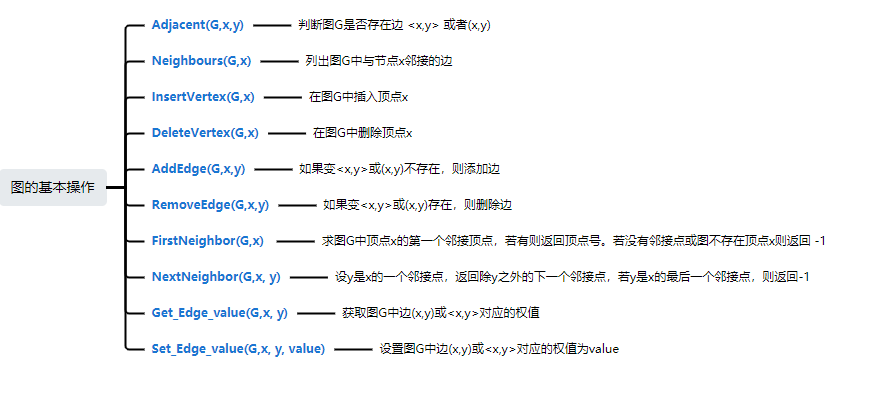 Adjacent(G,x,y) 判断图G是否存在边 <x,y> 或者(x,y)
Neighbours(G,x) 列出图G中与节点x邻接的边
InsertVertex(G,x) 在图G中插入顶点x
DeleteVertex(G,x) 在图G中删除顶点x
AddEdge(G,x,y) 如果变<x,y>或(x,y)不存在，则添加边
图的基本操作
RemoveEdge(G,x,y) 如果变<x,y>或(x,y)存在，则删除边
FirstNeighbor(G,x) 求图G中顶点x的第一个邻接顶点，若有则返回顶点号。若没有邻接点或图不存在顶点x则返回 -1
NextNeighbor(G,x, y) 设y是x的一个邻接点，返回除y之外的下一个邻接点，若y是x的最后一个邻接点，则返回-1
Get_Edge_value(G,x, y) 获取图G中边(x,y)或<x,y>对应的权值
Set_Edge_value(G,x, y, value) 设置图G中边(x,y)或<x,y>对应的权值为value